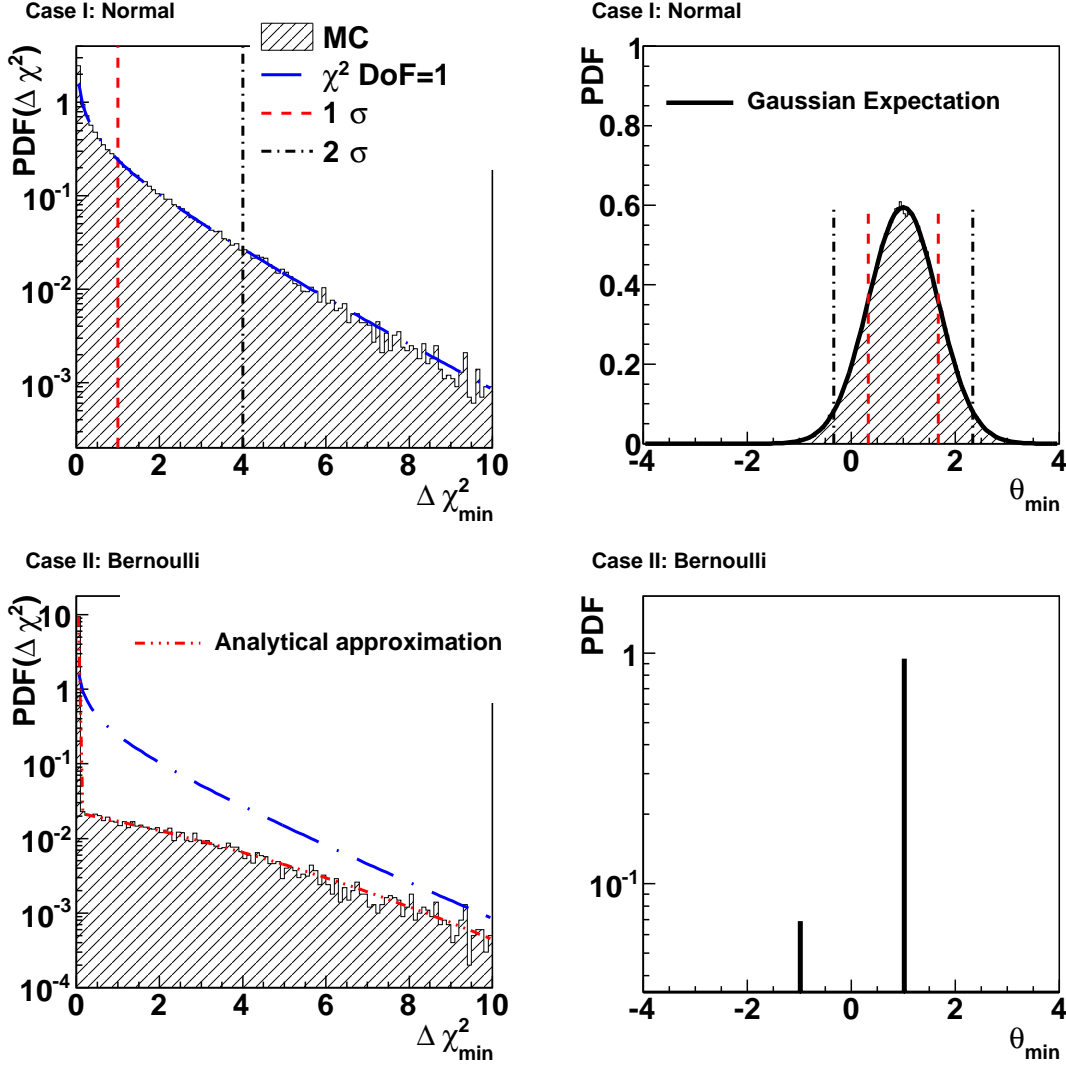 Case I: Normal
PDF(Δ χ²)
1
10⁻¹
10⁻²
10⁻³
0 2 4 6 8 10
Δ χ²min
MC
χ² DoF=1
1 σ
2 σ
Case I: Normal
PDF
1
0.8
0.6
0.4
0.2
0
-4 -2 0 2 4
θmin
Gaussian Expectation
Case II: Bernoulli
PDF(Δ χ²)
10
1
10⁻¹
10⁻²
10⁻³
10⁻⁴
0 2 4 6 8 10
Δ χ²min
Analytical approximation
Case II: Bernoulli
PDF
1
10⁻¹
-4 -2 0 2 4
θmin